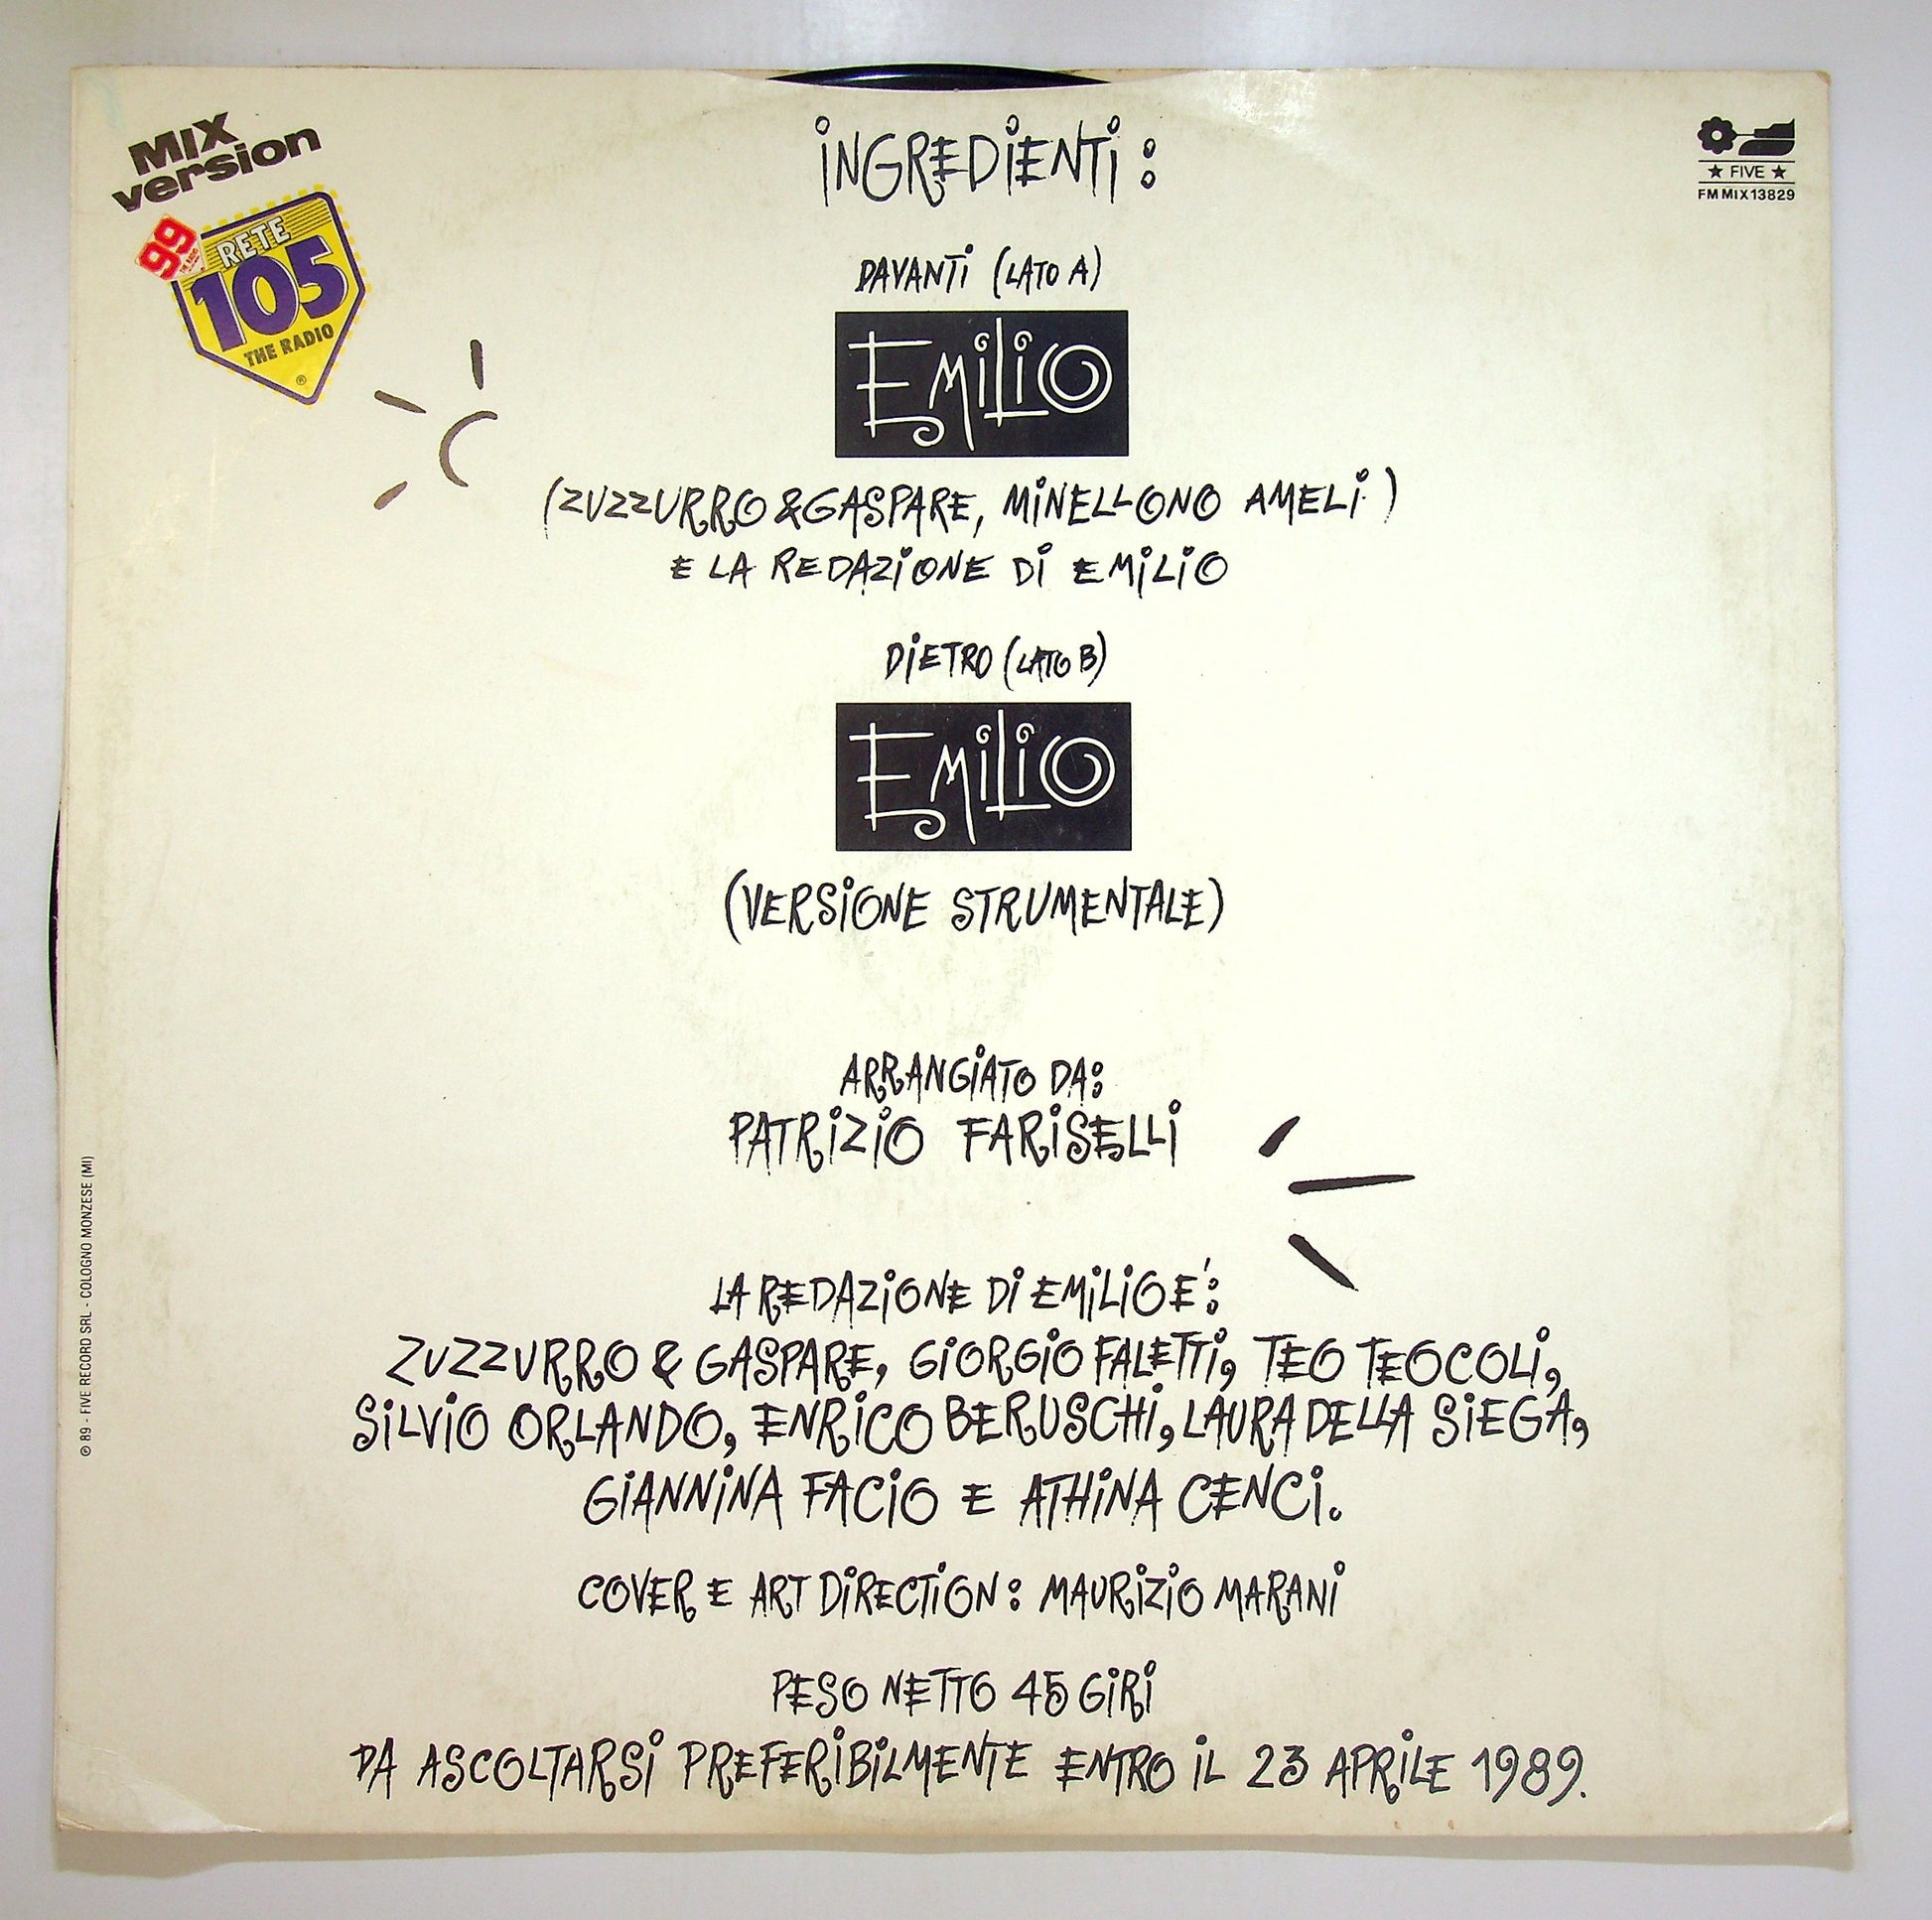 MIX
version
99
RETE
105
THE RADIO
®
★ FIVE ★
FM MIX 13829
iNGREDiENTi:
DAVANTi (LATO A)
EMiLiO
(ZUZZURRO & GASPARE, MiNELLONO AMELi)
E LA REDAZiONE Di EMiLiO
DiETRO (LATO B)
EMiLiO
(VERSiONE STRUMENTALE)
ARRANGiATO DA:
PATRiZiO FARiSELLi
LA REDAZiONE Di EMiLiO E':
ZUZZURRO & GASPARE, GiORGiO FALETTi, TEO TEOCOLi,
SiLViO ORLANDO, ENRiCO BERUSCHi, LAURA DELLA SiEGA,
GiANNiNA FACiO E ATHiNA CENCi.
COVER E ART DiRECTiON: MAURiZiO MARANi
PESO NETTO 45 GiRi
DA ASCOLTARSi PREFERiBiLMENTE ENTRO iL 23 APRiLE 1989.
℗ 89 - FIVE RECORD SRL - COLOGNO MONZESE (MI)